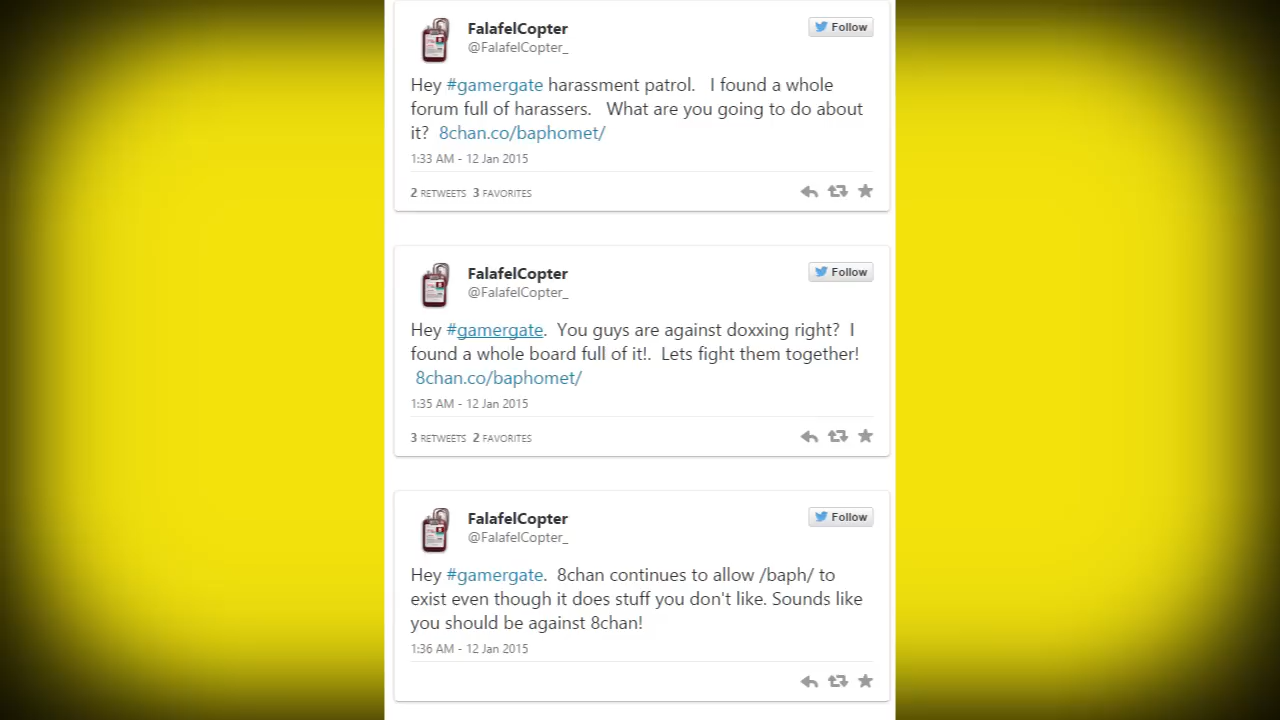 FalafelCopter
Follow
@FalafelCopter_
Hey #gamergate harassment patrol. I found a whole
forum full of harassers. What are you going to do about
it? 8chan.co/baphomet/
1:33 AM - 12 Jan 2015
2 RETWEETS 3 FAVORITES
FalafelCopter
Follow
@FalafelCopter_
Hey #gamergate. You guys are against doxxing right? I
found a whole board full of it!. Lets fight them together!
8chan.co/baphomet/
1:35 AM - 12 Jan 2015
3 RETWEETS 2 FAVORITES
FalafelCopter
Follow
@FalafelCopter_
Hey #gamergate. 8chan continues to allow /baph/ to
exist even though it does stuff you don't like. Sounds like
you should be against 8chan!
1:36 AM - 12 Jan 2015